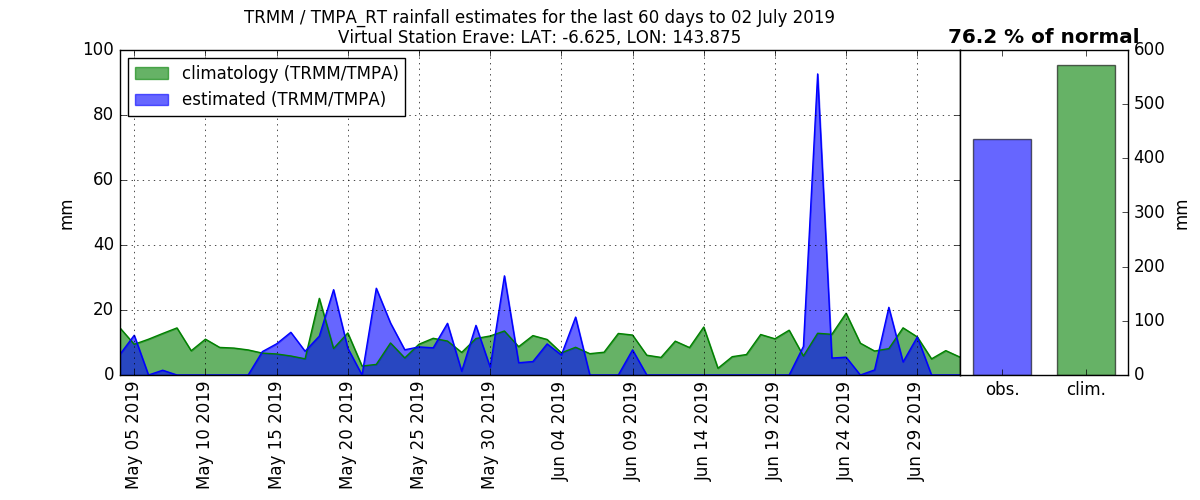 TRMM / TMPA_RT rainfall estimates for the last 60 days to 02 July 2019
Virtual Station Erave: LAT: -6.625, LON: 143.875
76.2 % of normal
climatology (TRMM/TMPA)
estimated (TRMM/TMPA)
100
80
60
40
20
0
mm
May 05 2019
May 10 2019
May 15 2019
May 20 2019
May 25 2019
May 30 2019
Jun 04 2019
Jun 09 2019
Jun 14 2019
Jun 19 2019
Jun 24 2019
Jun 29 2019
600
500
400
300
200
100
0
mm
obs.
clim.